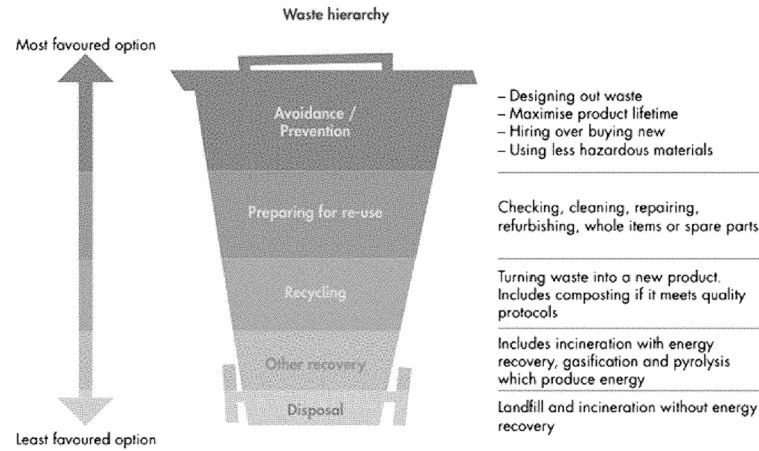 Waste hierarchy
Most favoured option
Avoidance /
Prevention
– Designing out waste
– Maximise product lifetime
– Hiring over buying new
– Using less hazardous materials
Preparing for re-use
Checking, cleaning, repairing,
refurbishing, whole items or spare parts
Recycling
Turning waste into a new product.
Includes composting if it meets quality
protocols
Other recovery
Includes incineration with energy
recovery, gasification and pyrolysis
which produce energy
Disposal
Landfill and incineration without energy
recovery
Least favoured option